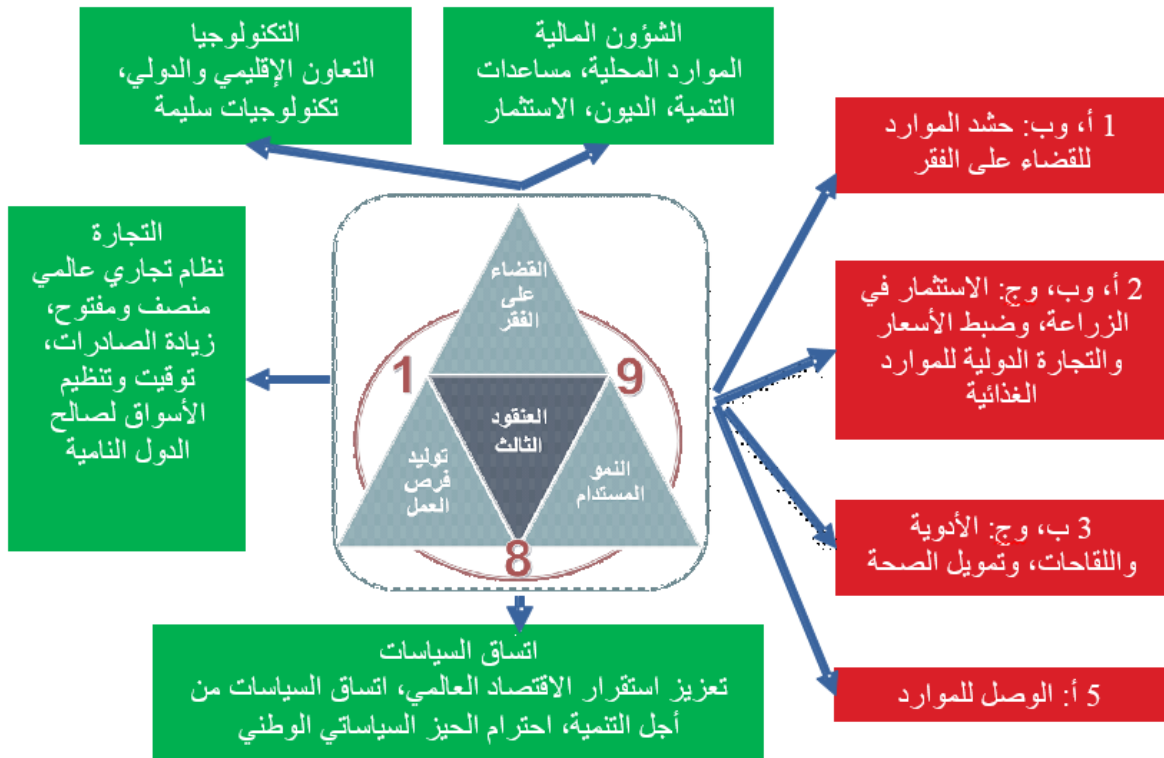 الشؤون المالية
الموارد المحلية، مساعدات
التنمية، الديون، الاستثمار
التكنولوجيا
التعاون الإقليمي والدولي،
تكنولوجيات سليمة
1 أ، وب: حشد الموارد
للقضاء على الفقر
2 أ، وب، وج: الاستثمار في
الزراعة، وضبط الأسعار
والتجارة الدولية للموارد
الغذائية
3 ب، وج: الأدوية
واللقاحات، وتمويل الصحة
5 أ: الوصل للموارد
التجارة
نظام تجاري عالمي
منصف ومفتوح،
زيادة الصادرات،
توقيت وتنظيم
الأسواق لصالح
الدول النامية
القضاء
على
الفقر
1
9
العنقود
الثالث
توليد
فرص
العمل
النمو
المستدام
8
اتساق السياسات
تعزيز استقرار الاقتصاد العالمي، اتساق السياسات من
أجل التنمية، احترام الحيز السياساتي الوطني